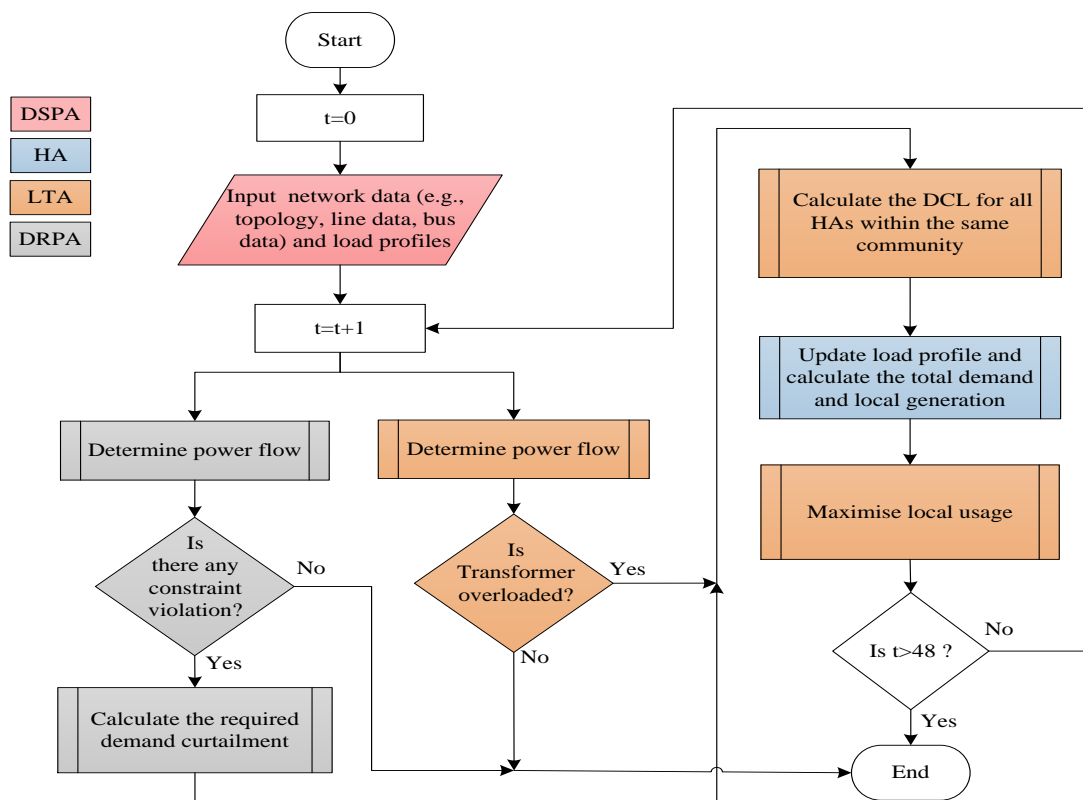 Start
t=0
DSPA
HA
LTA
DRPA
Input network data (e.g.,
topology, line data, bus
data) and load profiles
t=t+1
Determine power flow
Is
there any
constraint
violation?
No
Yes
Calculate the required
demand curtailment
Determine power flow
Is
Transformer
overloaded?
Yes
No
Calculate the DCL for all
HAs within the same
community
Update load profile and
calculate the total demand
and local generation
Maximise local usage
Is t>48 ?
No
Yes
End